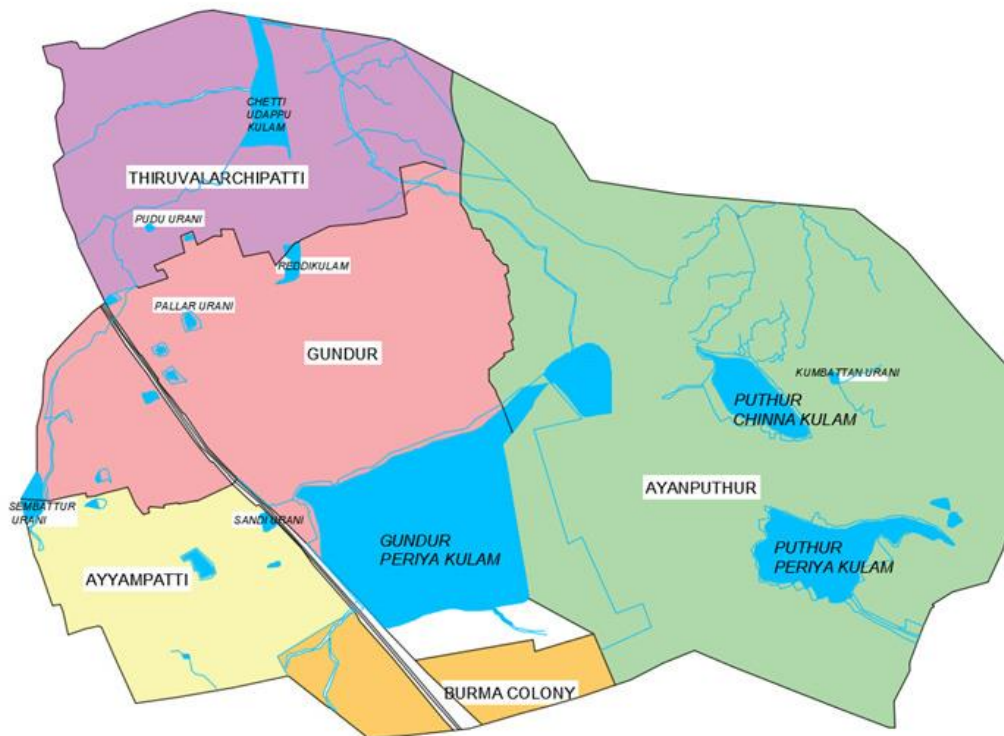 CHETTI
UDAPPU
KULAM
THIRUVALARCHIPATTI
PUDU URANI
REDDIKULAM
PALLAR URANI
GUNDUR
KUMBATTAN URANI
PUTHUR
CHINNA KULAM
AYANPUTHUR
SEMBATTUR
URANI
SANDI URANI
GUNDUR
PERIYA KULAM
PUTHUR
PERIYA KULAM
AYYAMPATTI
BURMA COLONY